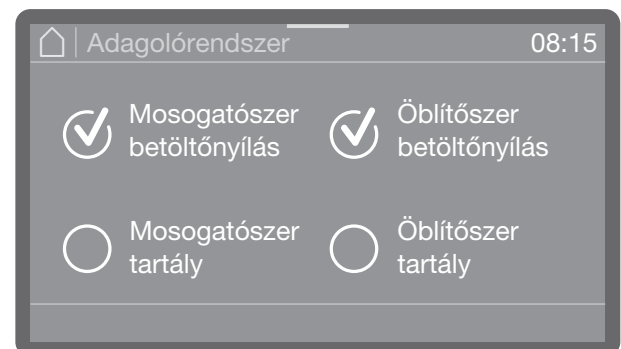 Adagolórendszer 08:15
Mosogatószer
betöltőnyílás
Öblítőszer
betöltőnyílás
Mosogatószer
tartály
Öblítőszer
tartály